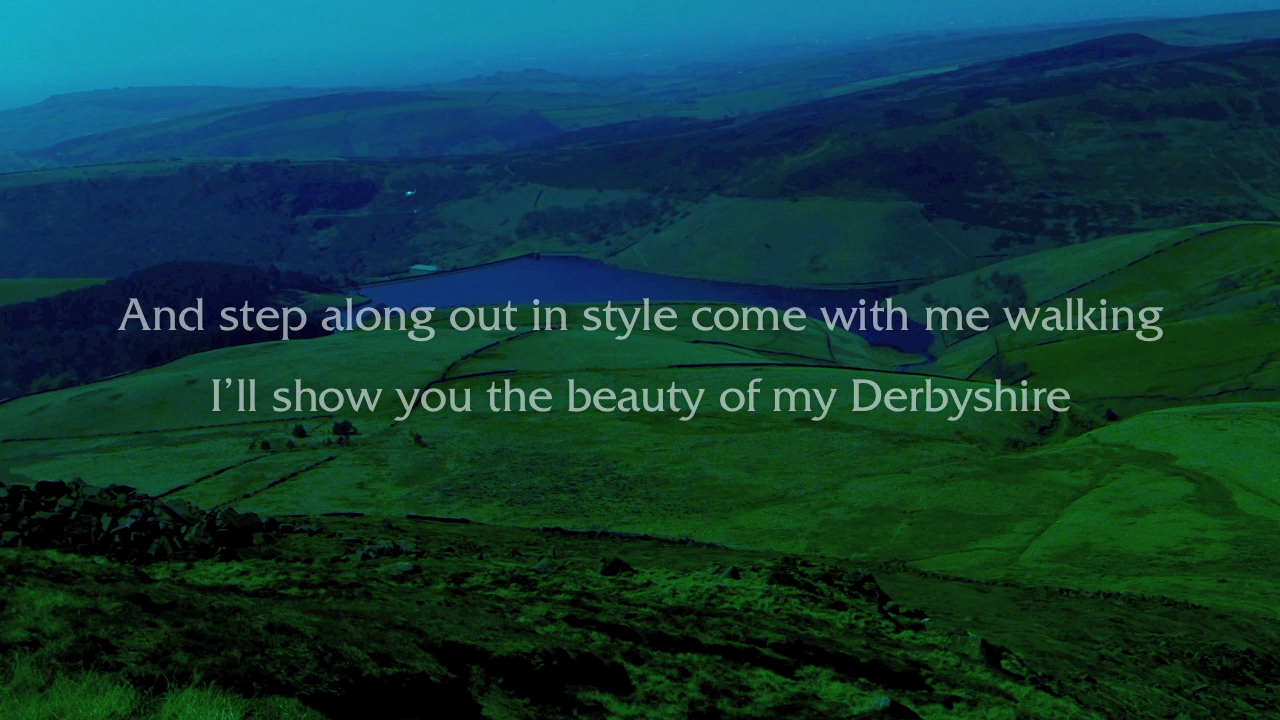 And step along out in style come with me walking
I’ll show you the beauty of my Derbyshire